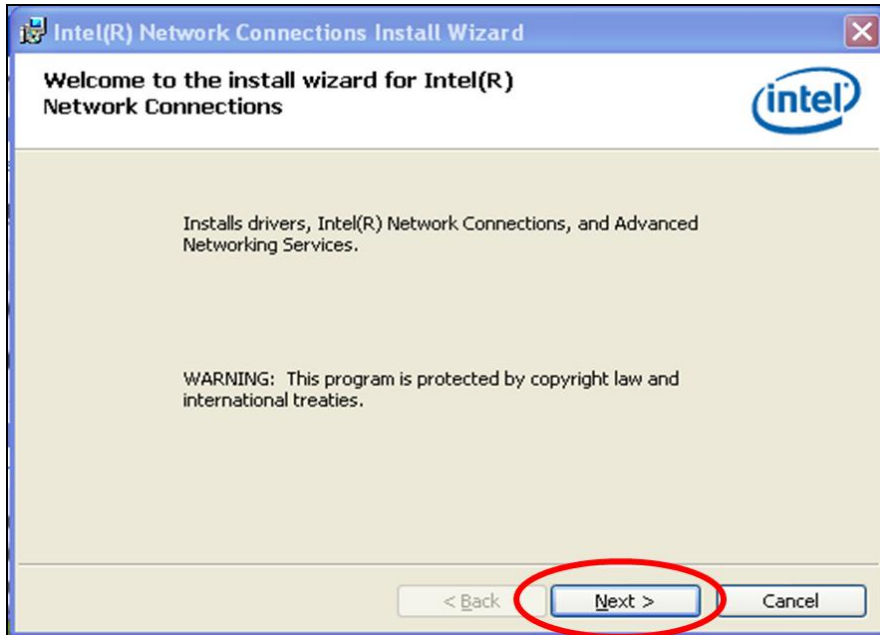 Intel(R) Network Connections Install Wizard
Welcome to the install wizard for Intel(R)
Network Connections
intel
Installs drivers, Intel(R) Network Connections, and Advanced
Networking Services.
WARNING: This program is protected by copyright law and
international treaties.
< Back
Next >
Cancel